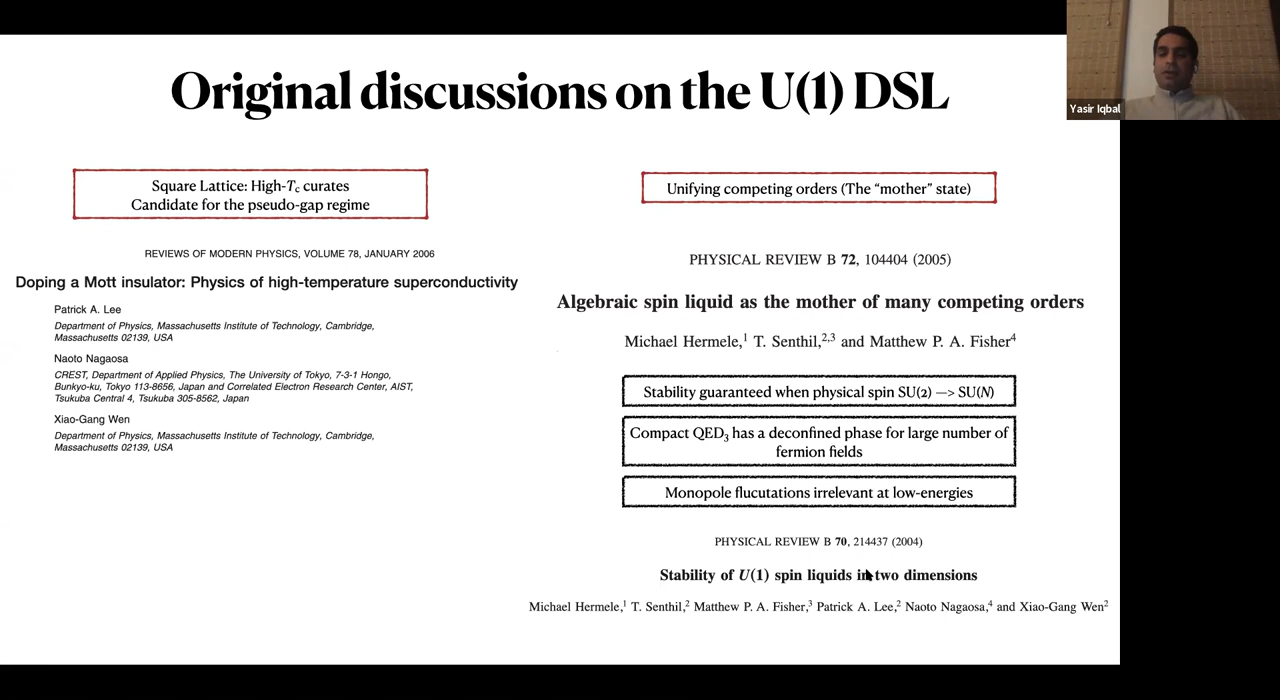 Original discussions on the U(1) DSL
Yasir Iqbal
Square Lattice: High-Tc curates
Candidate for the pseudo-gap regime
REVIEWS OF MODERN PHYSICS, VOLUME 78, JANUARY 2006
Doping a Mott insulator: Physics of high-temperature superconductivity
Patrick A. Lee
Department of Physics, Massachusetts Institute of Technology, Cambridge,
Massachusetts 02139, USA
Naoto Nagaosa
CREST, Department of Applied Physics, The University of Tokyo, 7-3-1 Hongo,
Bunkyo-ku, Tokyo 113-8656, Japan and Correlated Electron Research Center, AIST,
Tsukuba Central 4, Tsukuba 305-8562, Japan
Xiao-Gang Wen
Department of Physics, Massachusetts Institute of Technology, Cambridge,
Massachusetts 02139, USA
Unifying competing orders (The “mother” state)
PHYSICAL REVIEW B 72, 104404 (2005)
Algebraic spin liquid as the mother of many competing orders
Michael Hermele,1 T. Senthil,2,3 and Matthew P. A. Fisher4
Stability guaranteed when physical spin SU(2) —> SU(N)
Compact QED3 has a deconfined phase for large number of
fermion fields
Monopole flucutations irrelevant at low-energies
PHYSICAL REVIEW B 70, 214437 (2004)
Stability of U(1) spin liquids in two dimensions
Michael Hermele,1 T. Senthil,2 Matthew P. A. Fisher,3 Patrick A. Lee,2 Naoto Nagaosa,4 and Xiao-Gang Wen2